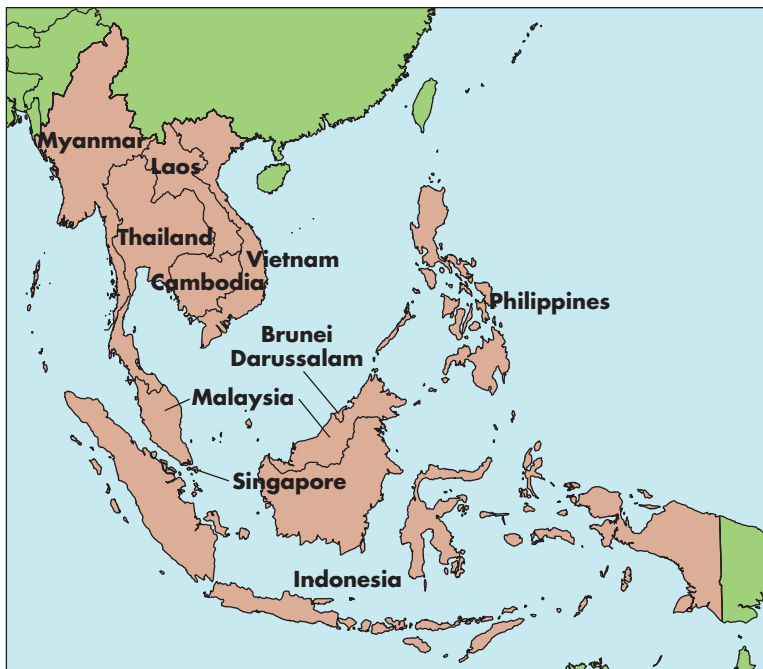 Myanmar
Laos
Thailand
Vietnam
Cambodia
Philippines
Brunei
Darussalam
Malaysia
Singapore
Indonesia